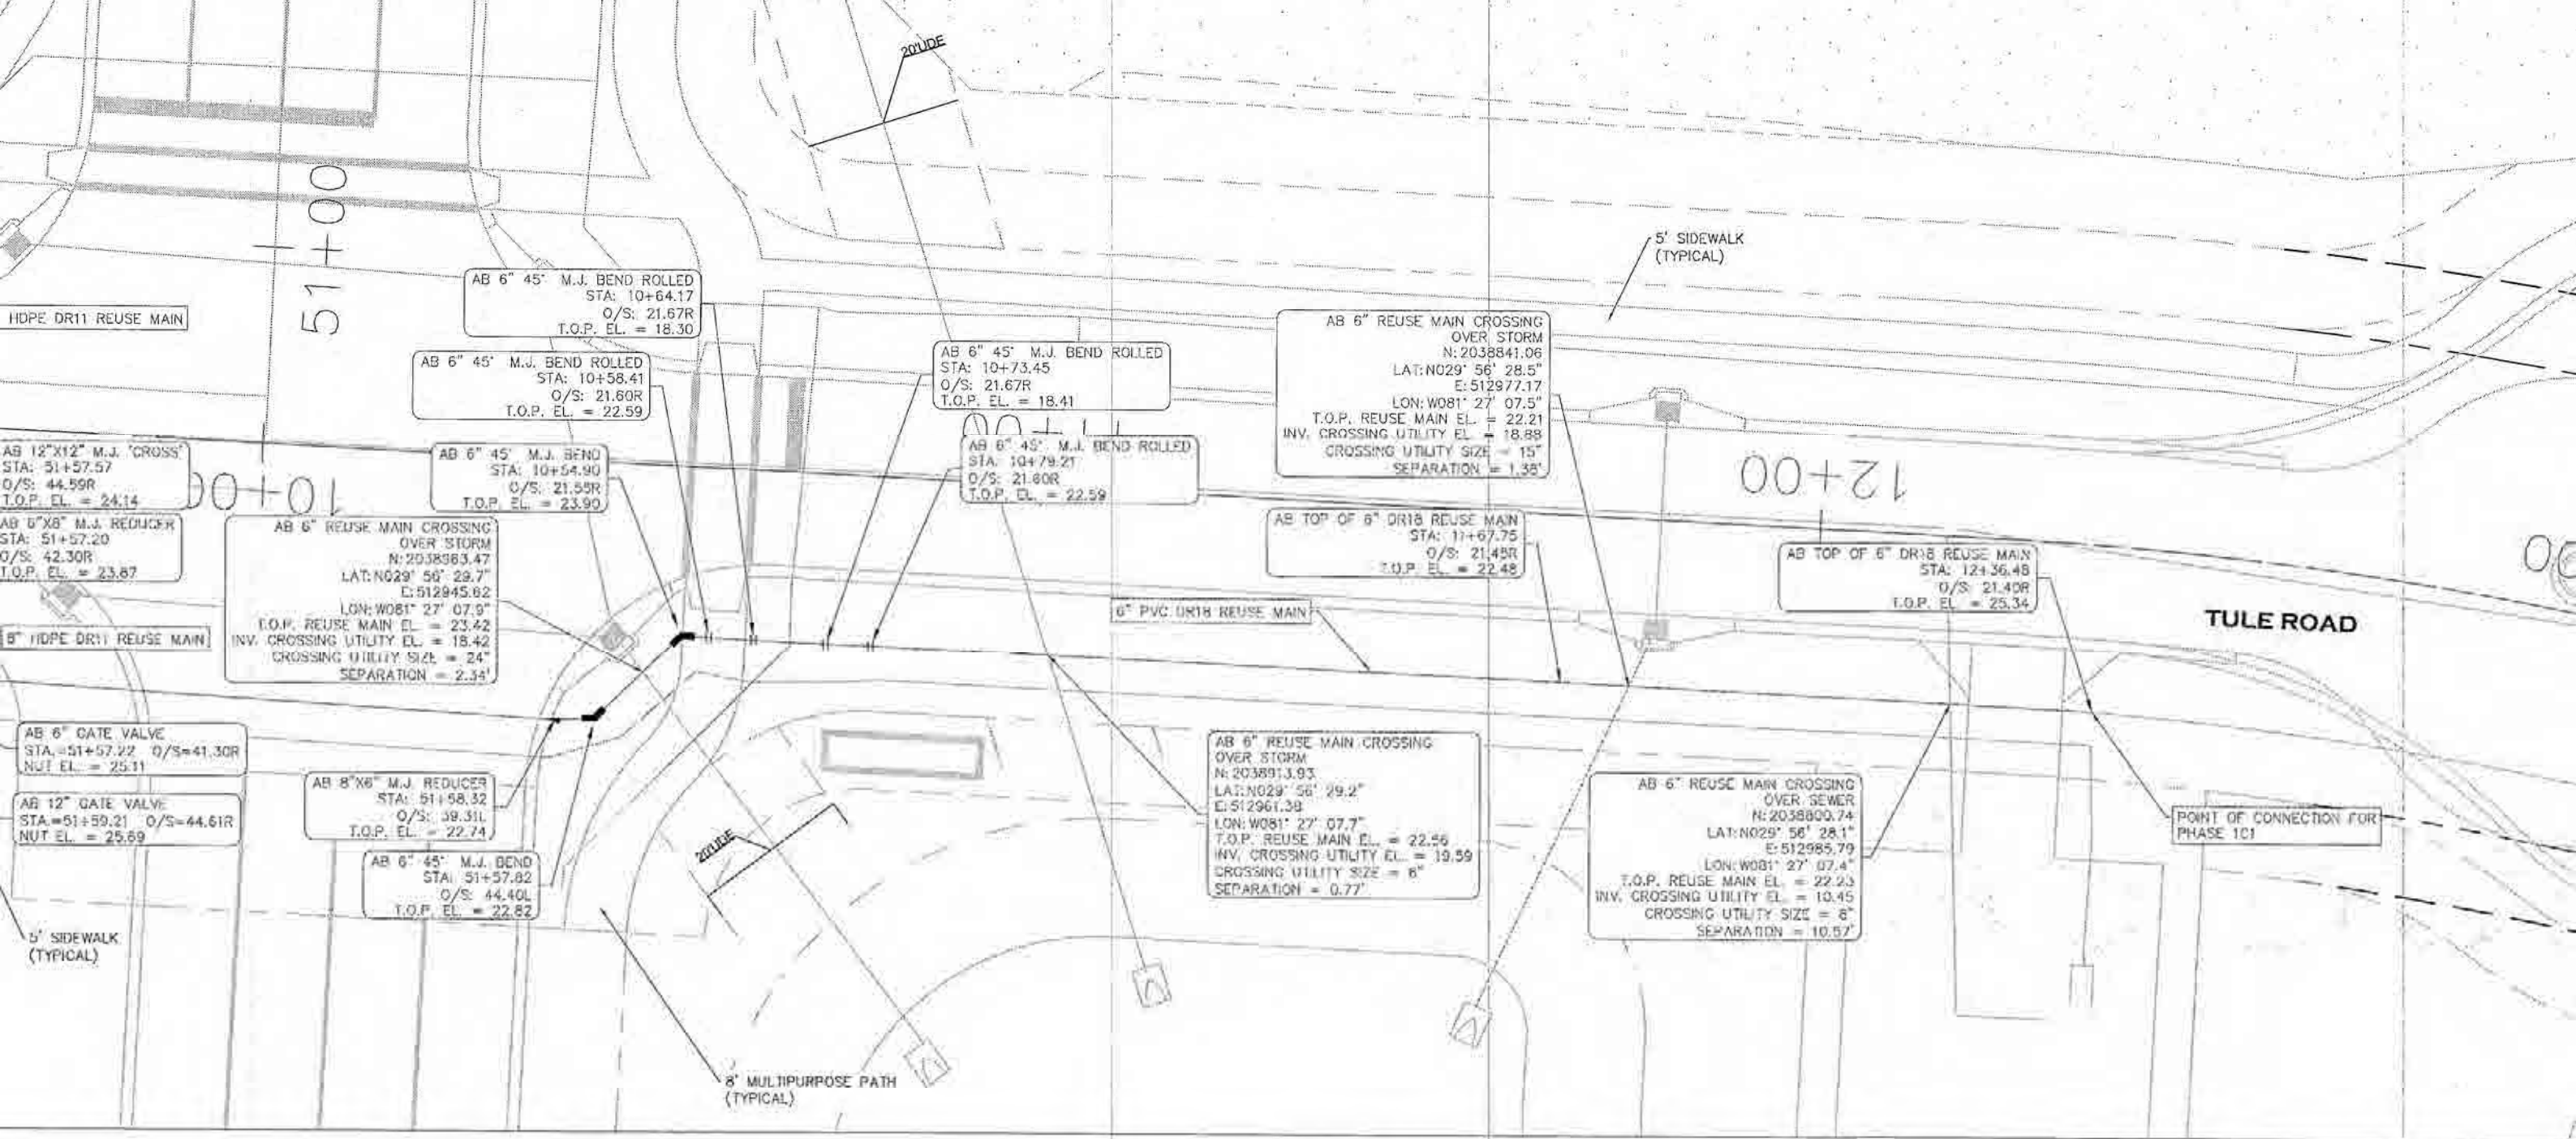 20'UDE
5' SIDEWALK
(TYPICAL)
51+00
HDPE DR11 REUSE MAIN
AB 6" 45° M.J. BEND ROLLED
STA: 10+64.17
O/S: 21.67R
T.O.P. EL. = 18.30
AB 6" 45° M.J. BEND ROLLED
STA: 10+58.41
O/S: 21.60R
T.O.P. EL. = 22.59
AB 6" 45° M.J. BEND ROLLED
STA: 10+73.45
O/S: 21.67R
T.O.P. EL. = 18.41
AB 6" REUSE MAIN CROSSING
OVER STORM
N: 2038841.06
LAT: N029° 56' 28.5"
E: 512977.17
LON: W081° 27' 07.5"
T.O.P. REUSE MAIN EL. = 22.21
INV. CROSSING UTILITY EL. = 18.88
CROSSING UTILITY SIZE = 15"
SEPARATION = 1.38'
AB 12"X12" M.J. "CROSS"
STA: 51+57.57
O/S: 44.59R
T.O.P. EL. = 24.14
10+00
AB 6" 45° M.J. BEND
STA: 10+54.90
O/S: 21.55R
T.O.P. EL. = 23.90
AB 6" 45° M.J. BEND ROLLED
STA: 10+79.21
O/S: 21.60R
T.O.P. EL. = 22.59
12+00
M.J. REDUCER
STA: 51+57.20
O/S: 42.30R
T.O.P. EL. = 23.87
AB 6" REUSE MAIN CROSSING
OVER STORM
N: 2038963.47
LAT: N029° 56' 29.7"
E: 512945.62
LON: W081° 27' 07.9"
T.O.P. REUSE MAIN EL. = 23.42
INV. CROSSING UTILITY EL. = 18.42
CROSSING UTILITY SIZE = 24"
SEPARATION = 2.34'
AB TOP OF 6" DR18 REUSE MAIN
STA: 11+67.75
O/S: 21.45R
T.O.P. EL. = 22.48
AB TOP OF 6" DR18 REUSE MAIN
STA: 12+36.48
O/S: 21.40R
T.O.P. EL. = 25.34
6" PVC DR18 REUSE MAIN
TULE ROAD
8" HDPE DR11 REUSE MAIN
AB 6" GATE VALVE
STA.=51+57.22 O/S=41.30R
NUT EL. = 25.11
AB 12" GATE VALVE
STA.=51+59.21 O/S=44.61R
NUT EL. = 25.69
AB 8"X6" M.J. REDUCER
STA: 51+58.32
O/S: 39.31L
T.O.P. EL. = 22.74
AB 6" 45° M.J. BEND
STA: 51+57.82
O/S: 44.40L
T.O.P. EL. = 22.82
20'UDE
AB 6" REUSE MAIN CROSSING
OVER STORM
N: 2038913.93
LAT: N029° 56' 29.2"
E: 512961.38
LON: W081° 27' 07.7"
T.O.P. REUSE MAIN EL. = 22.56
INV. CROSSING UTILITY EL. = 19.59
CROSSING UTILITY SIZE = 6"
SEPARATION = 0.77'
AB 6" REUSE MAIN CROSSING
OVER SEWER
N: 2038800.74
LAT: N029° 56' 28.1"
E: 512985.79
LON: W081° 27' 07.4"
T.O.P. REUSE MAIN EL. = 22.23
INV. CROSSING UTILITY EL. = 10.45
CROSSING UTILITY SIZE = 8"
SEPARATION = 10.57'
POINT OF CONNECTION FOR
PHASE 1C1
5' SIDEWALK
(TYPICAL)
8' MULTIPURPOSE PATH
(TYPICAL)